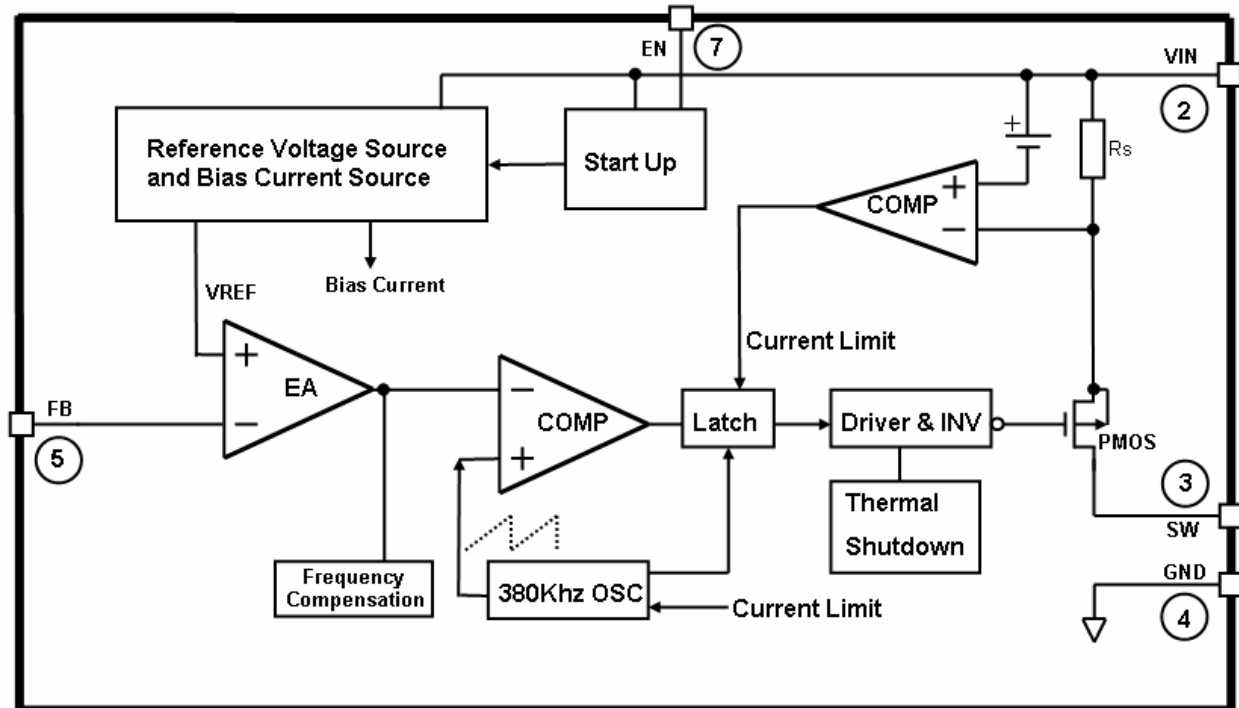 EN
7
VIN
2
Reference Voltage Source
and Bias Current Source
Start Up
+
Rs
+
COMP
−
VREF
Bias Current
Current Limit
+
EA
−
FB
5
−
COMP
+
Latch
Driver & INV
PMOS
Thermal
Shutdown
3
SW
Frequency
Compensation
380Khz OSC
Current Limit
GND
4